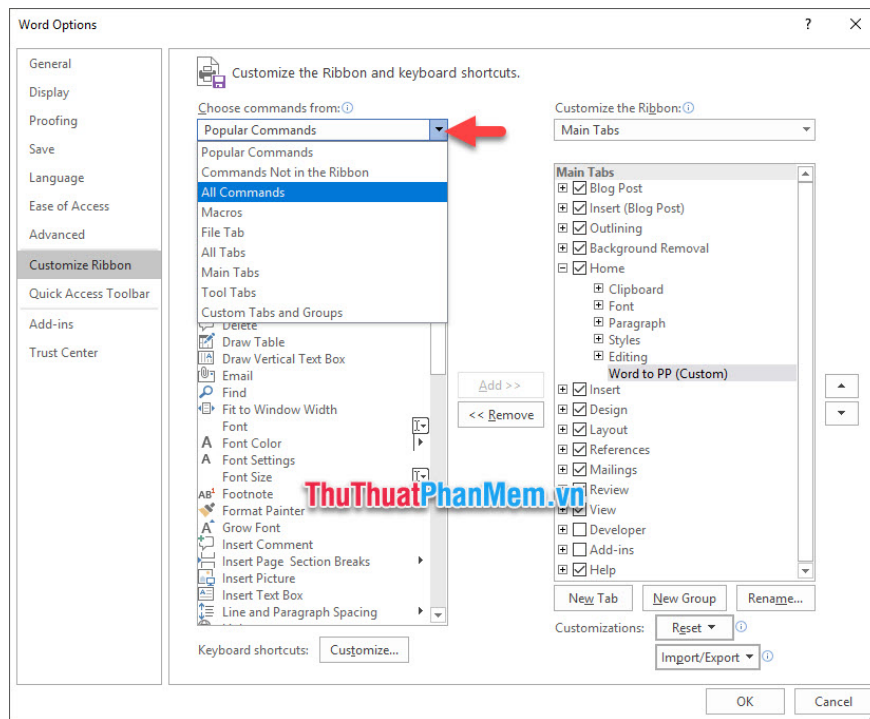 Word Options
?
General
Display
Proofing
Save
Language
Ease of Access
Advanced
Customize Ribbon
Quick Access Toolbar
Add-ins
Trust Center
Customize the Ribbon and keyboard shortcuts.
Choose commands from:
Popular Commands
Popular Commands
Commands Not in the Ribbon
All Commands
Macros
File Tab
All Tabs
Main Tabs
Tool Tabs
Custom Tabs and Groups
Delete
Draw Table
Draw Vertical Text Box
Email
Find
Fit to Window Width
Font
Font Color
Font Settings
Font Size
Footnote
Format Painter
Grow Font
Insert Comment
Insert Page Section Breaks
Insert Picture
Insert Text Box
Line and Paragraph Spacing
Keyboard shortcuts: Customize...
Add >>
<< Remove
Customize the Ribbon:
Main Tabs
Main Tabs
Blog Post
Insert (Blog Post)
Outlining
Background Removal
Home
Clipboard
Font
Paragraph
Styles
Editing
Word to PP (Custom)
Insert
Design
Layout
References
Mailings
Review
View
Developer
Add-ins
Help
New Tab New Group Rename...
Customizations: Reset
Import/Export
ThuThuatPhanMem.vn
OK Cancel